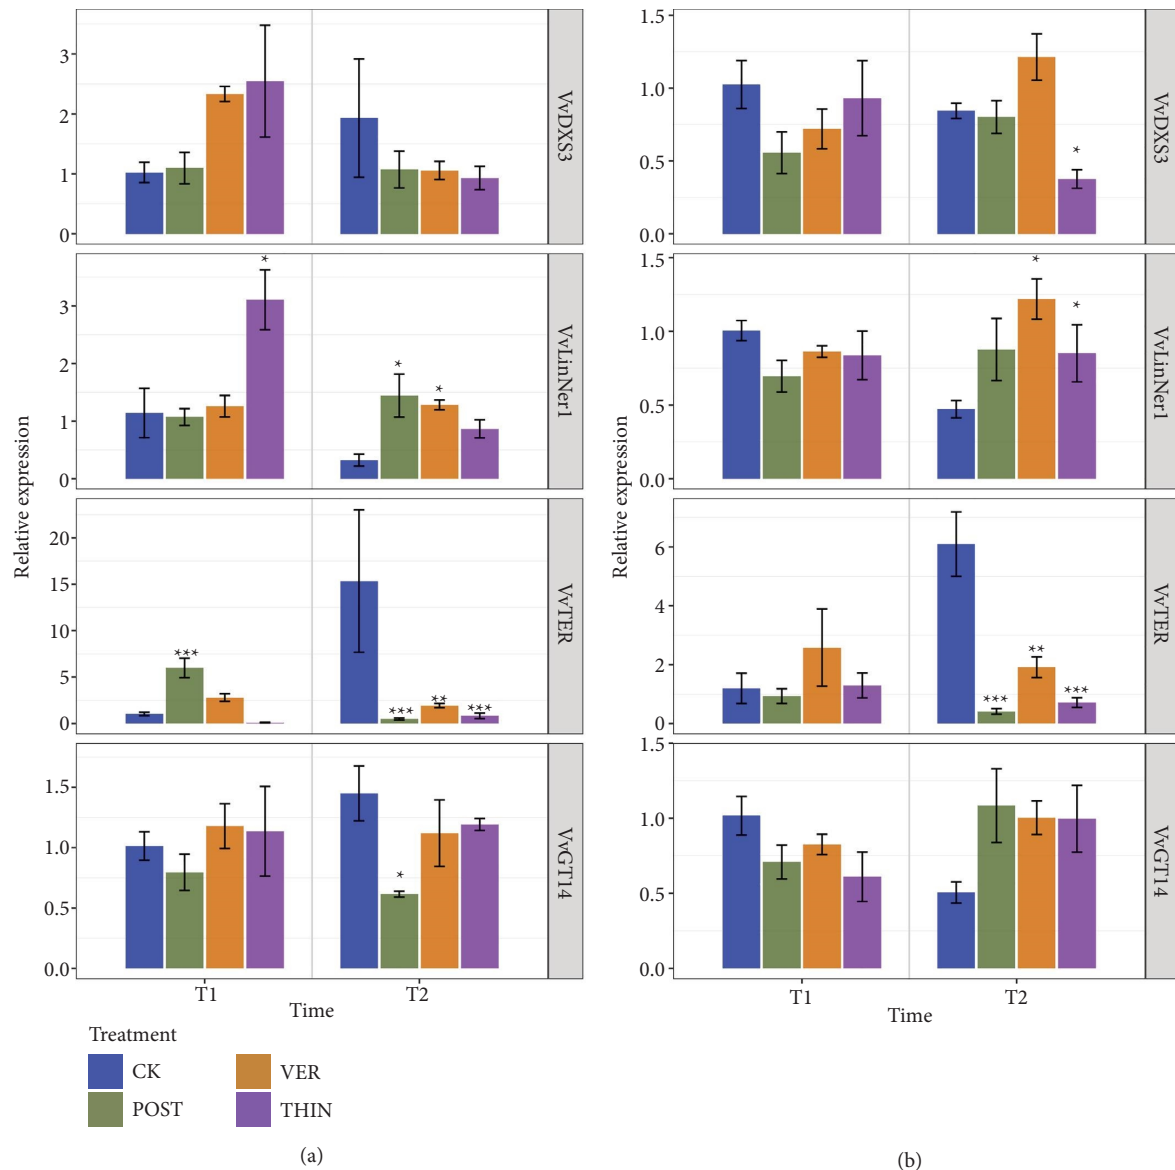 Relative expression
3
2
1
0
VvDXS3
*
3
2
1
0
* *
VvLinNer1
20
15
10
5
0
***
*** ** ***
VvTER
1.5
1.0
0.5
0.0
*
VvGT14
T1 T2
Time
Treatment
CK VER
POST THIN
(a)
Relative expression
1.5
1.0
0.5
0.0
*
VvDXS3
1.5
1.0
0.5
0.0
* *
VvLinNer1
6
4
2
0
*** ** ***
VvTER
1.5
1.0
0.5
0.0
VvGT14
T1 T2
Time
(b)